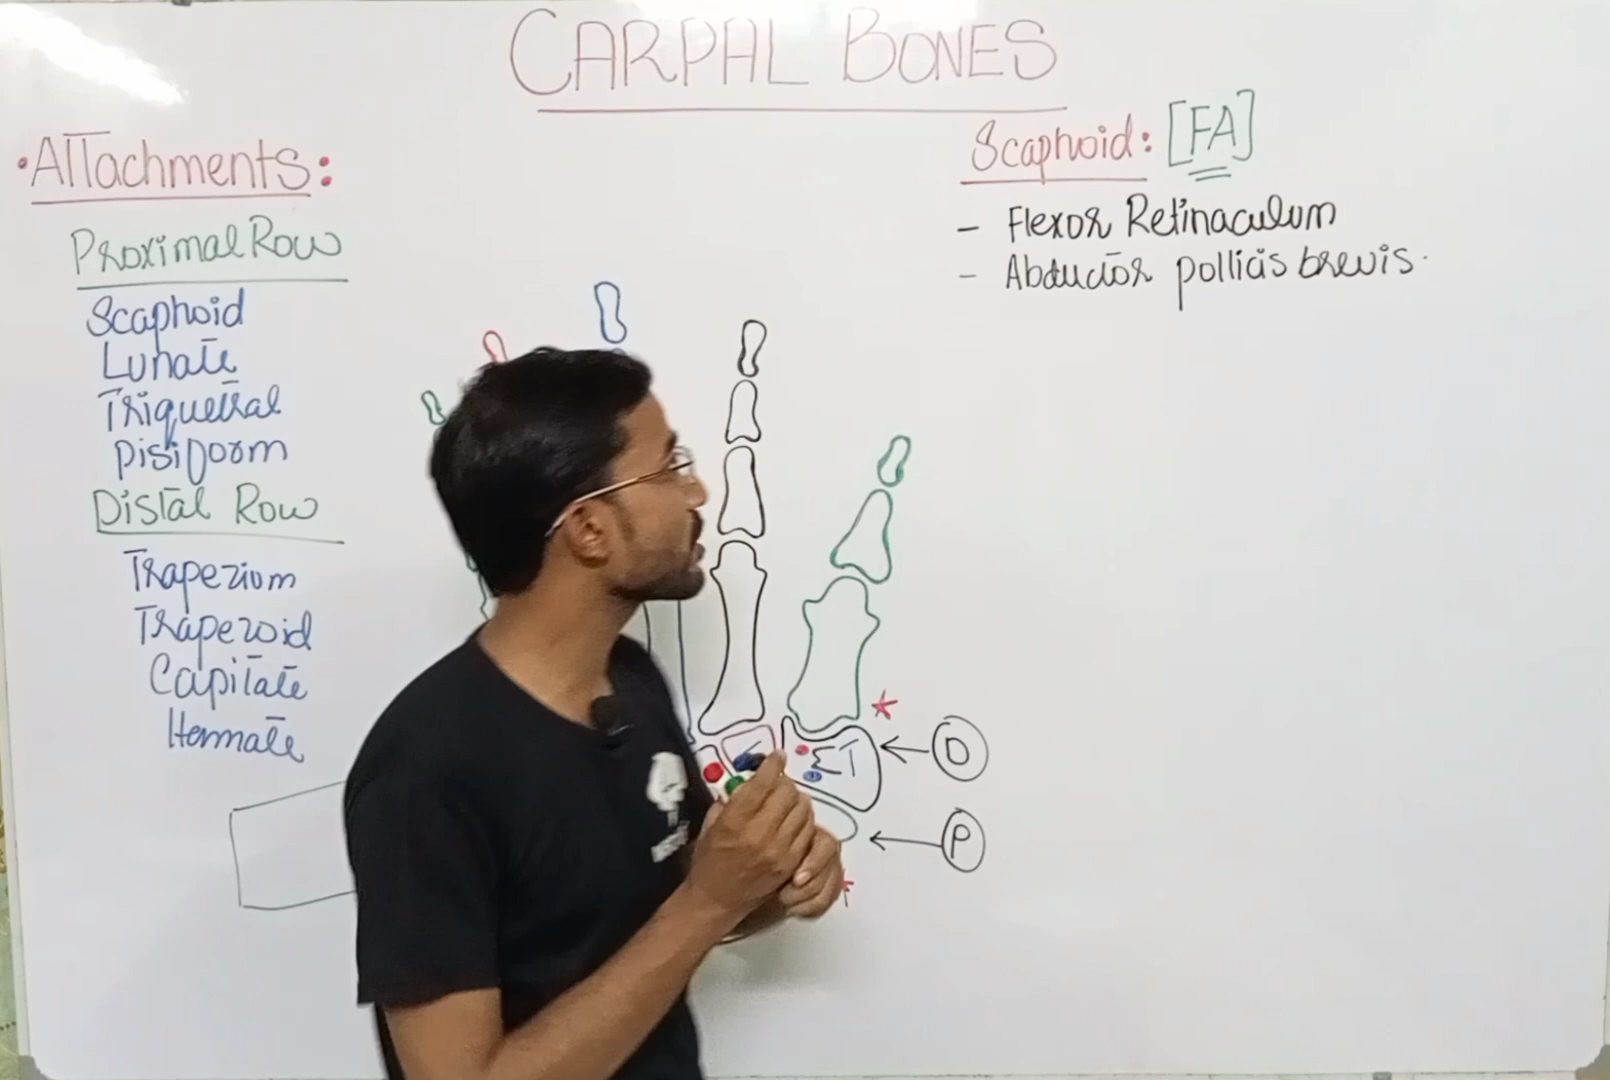 CARPAL BONES
• Attachments:
Proximal Row
Scaphoid
Lunate
Triquetral
Pisiform
Distal Row
Trapezium
Trapezoid
Capitate
Hammate
Scaphoid: [FA]
- Flexor Retinaculum
- Abductor pollicis brevis.
D
P